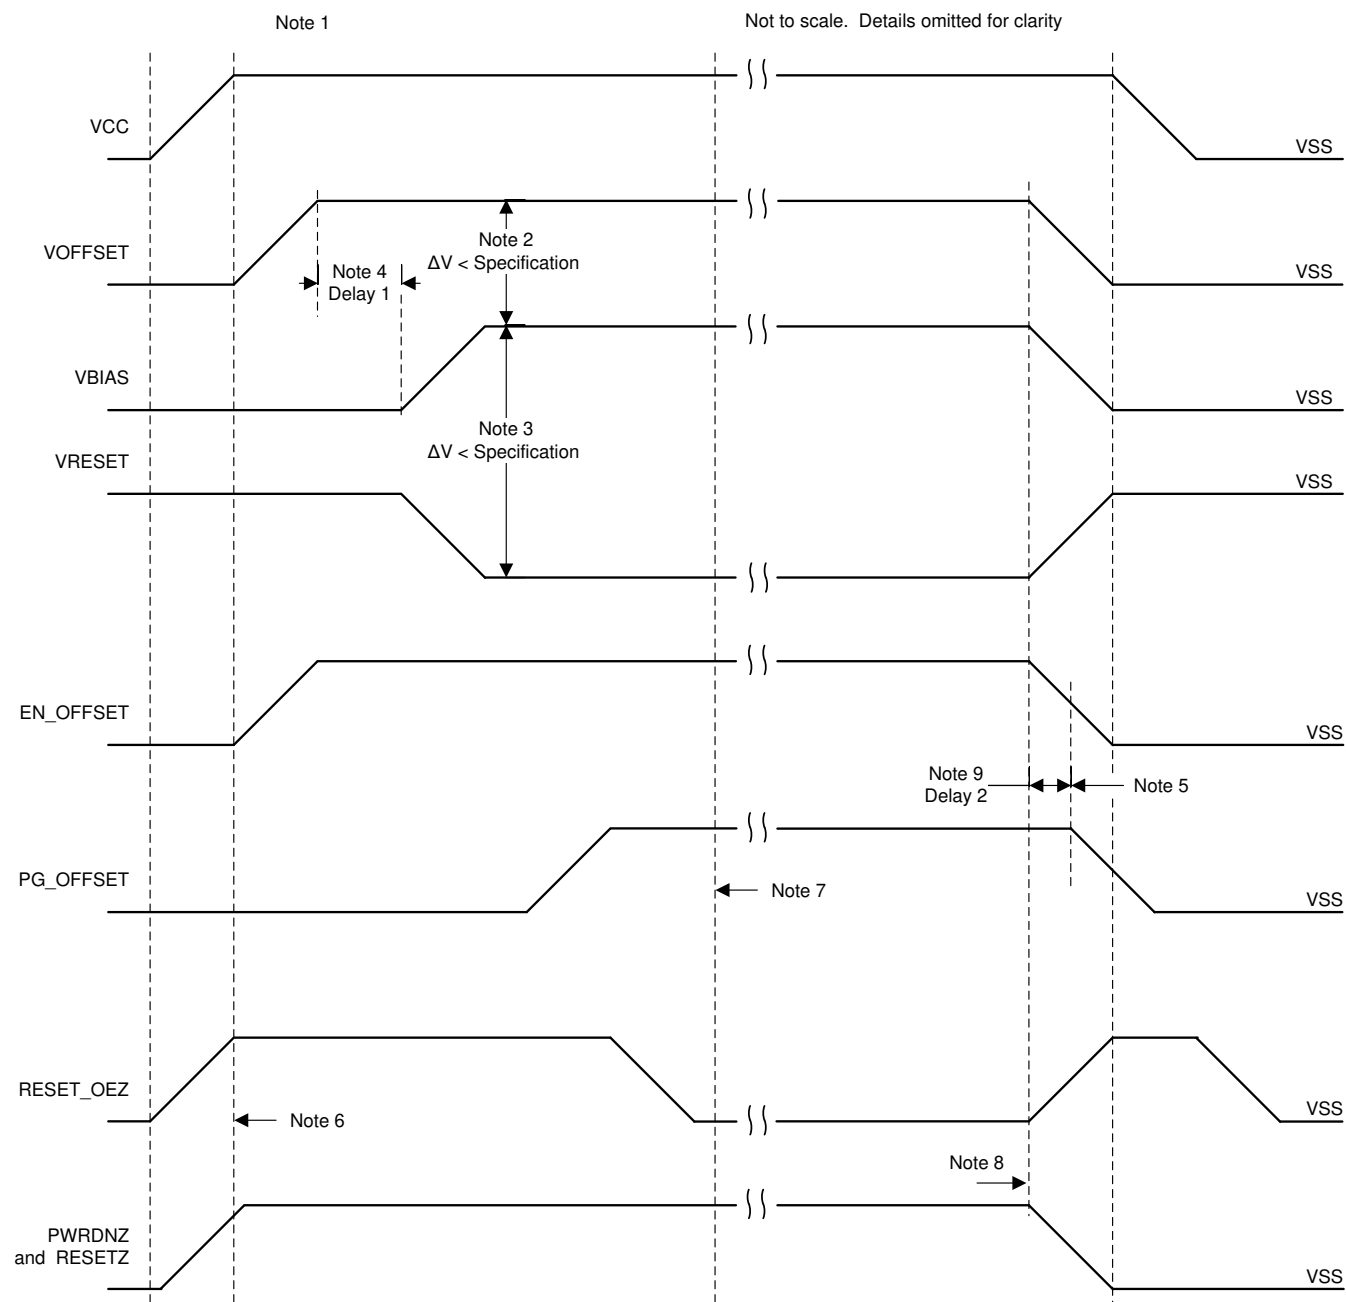 Note 1
Not to scale. Details omitted for clarity
VCC
VSS
VOFFSET
Note 2
ΔV < Specification
Note 4
Delay 1
VSS
VBIAS
VSS
Note 3
ΔV < Specification
VRESET
VSS
EN_OFFSET
VSS
Note 9
Delay 2
Note 5
PG_OFFSET
Note 7
VSS
RESET_OEZ
Note 6
VSS
Note 8
PWRDNZ
and RESETZ
VSS